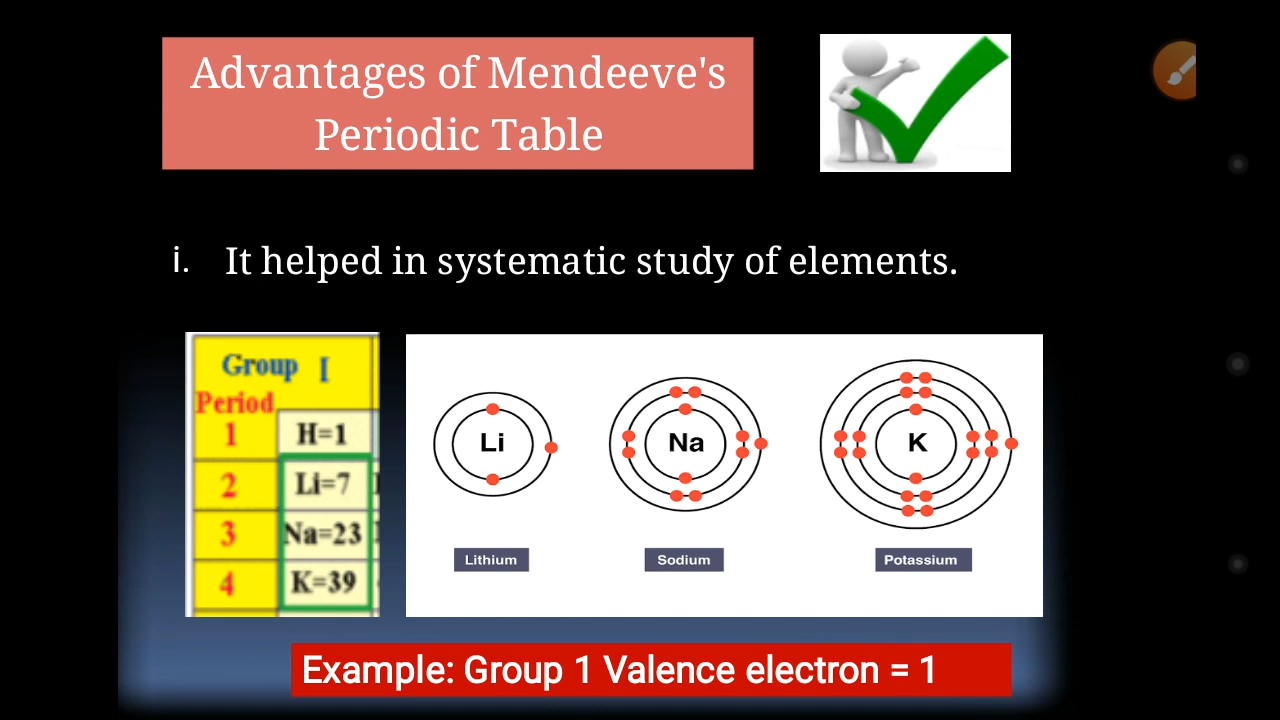 Advantages of Mendeeve's
Periodic Table
i. It helped in systematic study of elements.
Group I
Period
1 H=1
2 Li=7
3 Na=23
4 K=39
Li Na K
Lithium Sodium Potassium
Example: Group 1 Valence electron = 1